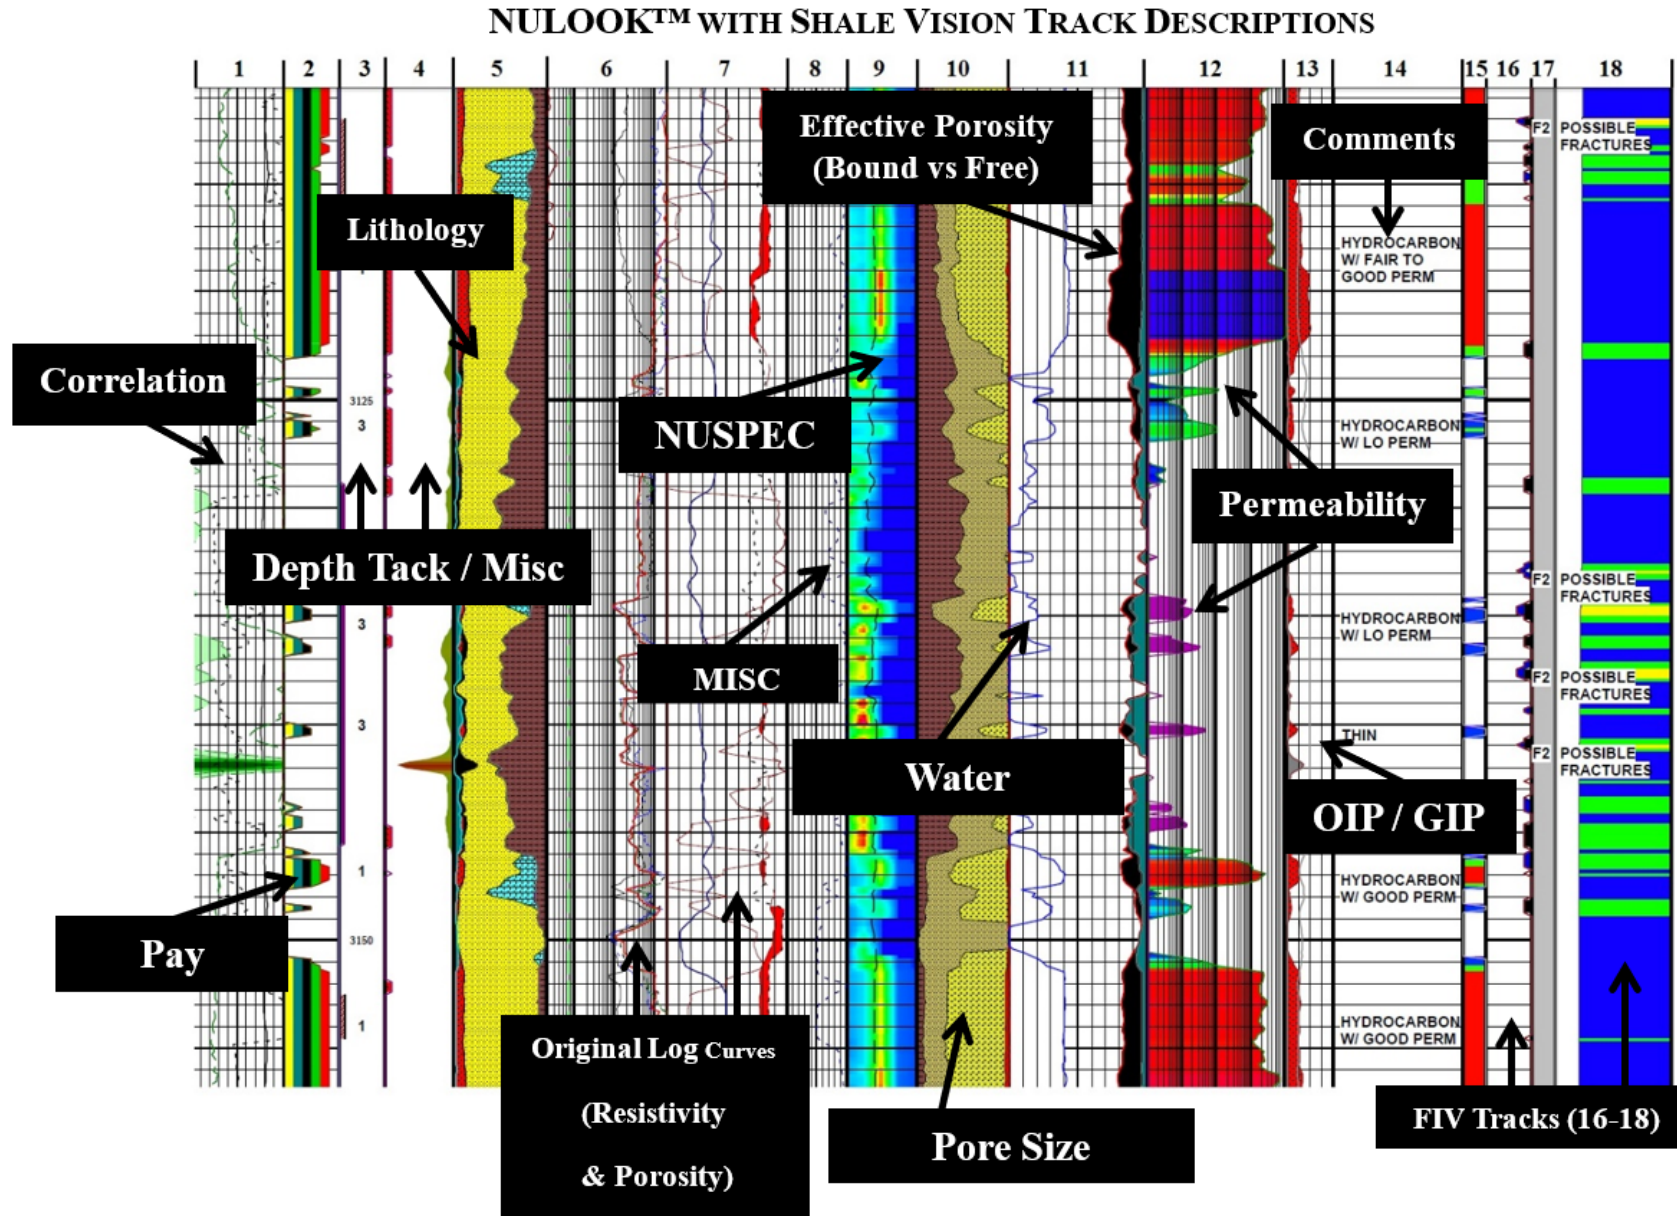 NULOOK™ WITH SHALE VISION TRACK DESCRIPTIONS
1 2 3 4 5 6 7 8 9 10 11 12 13 14 15 16 17 18
Effective Porosity
(Bound vs Free)
Comments
F2 POSSIBLE
FRACTURES
Lithology
HYDROCARBON
W/ FAIR TO
GOOD PERM
Correlation
3125
3
NUSPEC
HYDROCARBON
W/ LO PERM
Permeability
Depth Tack / Misc
F2 POSSIBLE
FRACTURES
3
HYDROCARBON
W/ LO PERM
MISC
F2 POSSIBLE
FRACTURES
3
THIN
F2 POSSIBLE
FRACTURES
Water
OIP / GIP
1
HYDROCARBON
W/ GOOD PERM
Pay
3150
1
HYDROCARBON
W/ GOOD PERM
Original Log Curves
(Resistivity
& Porosity)
Pore Size
FIV Tracks (16-18)